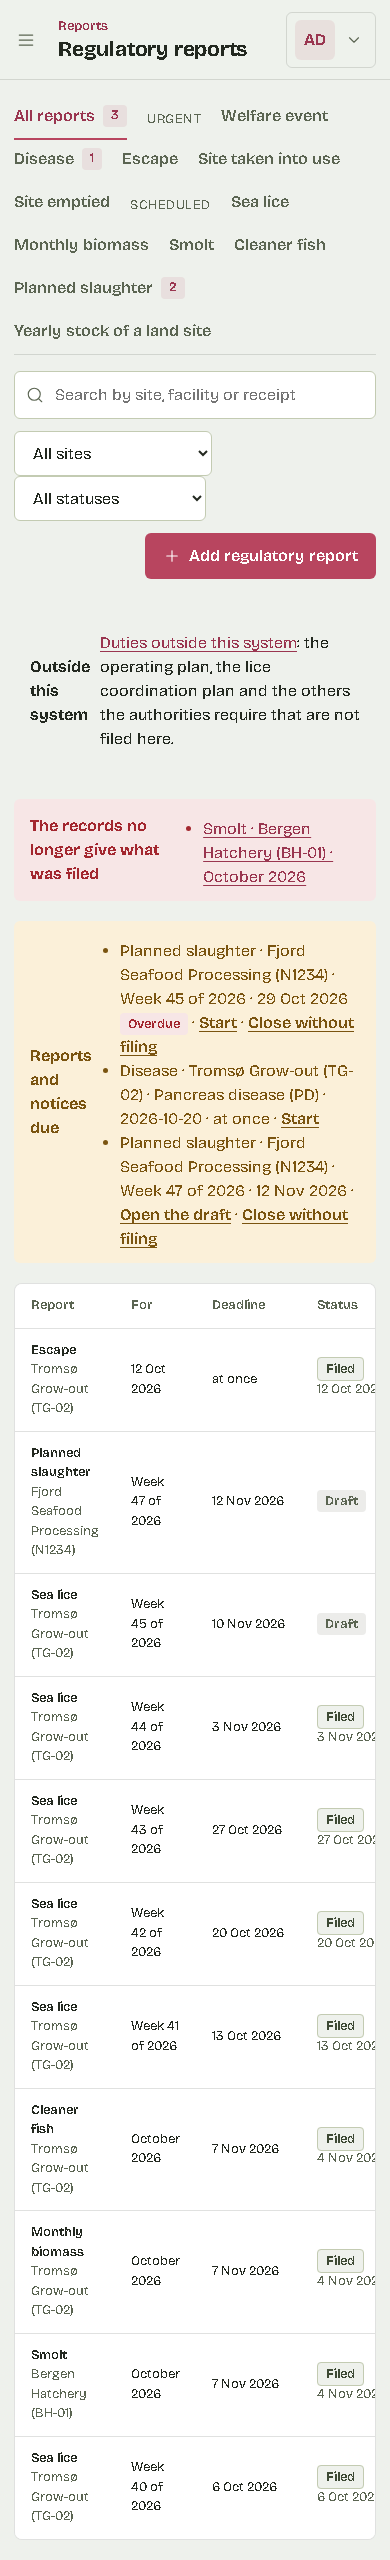 Reports
Regulatory reports
AD
All reports 3 URGENT Welfare event
Disease 1 Escape Site taken into use
Site emptied SCHEDULED Sea lice
Monthly biomass Smolt Cleaner fish
Planned slaughter 2
Yearly stock of a land site
Search by site, facility or receipt
All sites
All statuses
Add regulatory report
Outside
this
system
Duties outside this system: the
operating plan, the lice
coordination plan and the others
the authorities require that are not
filed here.
The records no
longer give what
was filed
• Smolt · Bergen
Hatchery (BH-01) ·
October 2026
Reports
and
notices
due
• Planned slaughter · Fjord
Seafood Processing (N1234) ·
Week 45 of 2026 · 29 Oct 2026
Overdue · Start · Close without
filing
• Disease · Tromsø Grow-out (TG-
02) · Pancreas disease (PD) ·
2026-10-20 · at once · Start
• Planned slaughter · Fjord
Seafood Processing (N1234) ·
Week 47 of 2026 · 12 Nov 2026 ·
Open the draft · Close without
filing
Report For Deadline Status
Escape
Tromsø
Grow-out
(TG-02)
12 Oct
2026
at once
Filed
12 Oct 202
Planned
slaughter
Fjord
Seafood
Processing
(N1234)
Week
47 of
2026
12 Nov 2026
Draft
Sea lice
Tromsø
Grow-out
(TG-02)
Week
45 of
2026
10 Nov 2026
Draft
Sea lice
Tromsø
Grow-out
(TG-02)
Week
44 of
2026
3 Nov 2026
Filed
3 Nov 202
Sea lice
Tromsø
Grow-out
(TG-02)
Week
43 of
2026
27 Oct 2026
Filed
27 Oct 202
Sea lice
Tromsø
Grow-out
(TG-02)
Week
42 of
2026
20 Oct 2026
Filed
20 Oct 20
Sea lice
Tromsø
Grow-out
(TG-02)
Week 41
of 2026
13 Oct 2026
Filed
13 Oct 202
Cleaner
fish
Tromsø
Grow-out
(TG-02)
October
2026
7 Nov 2026
Filed
4 Nov 202
Monthly
biomass
Tromsø
Grow-out
(TG-02)
October
2026
7 Nov 2026
Filed
4 Nov 202
Smolt
Bergen
Hatchery
(BH-01)
October
2026
7 Nov 2026
Filed
4 Nov 202
Sea lice
Tromsø
Grow-out
(TG-02)
Week
40 of
2026
6 Oct 2026
Filed
6 Oct 202